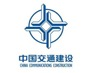 中国交通建设
CHINA COMMUNICATIONS CONSTRUCTION